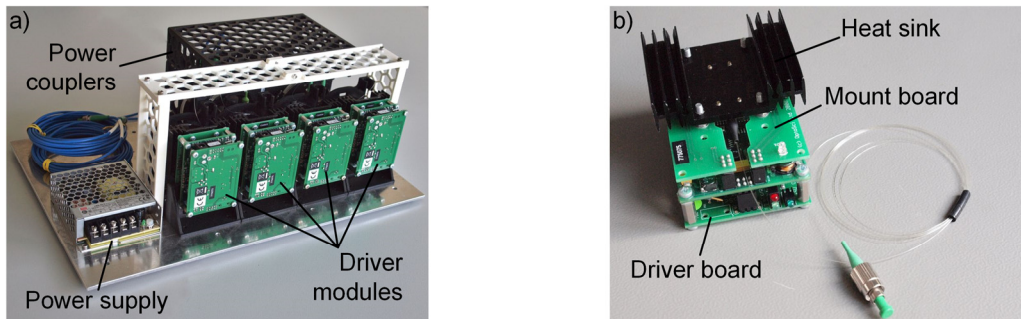 a)
Power
couplers
Driver
modules
Power supply
b)
Heat sink
Mount board
Driver board